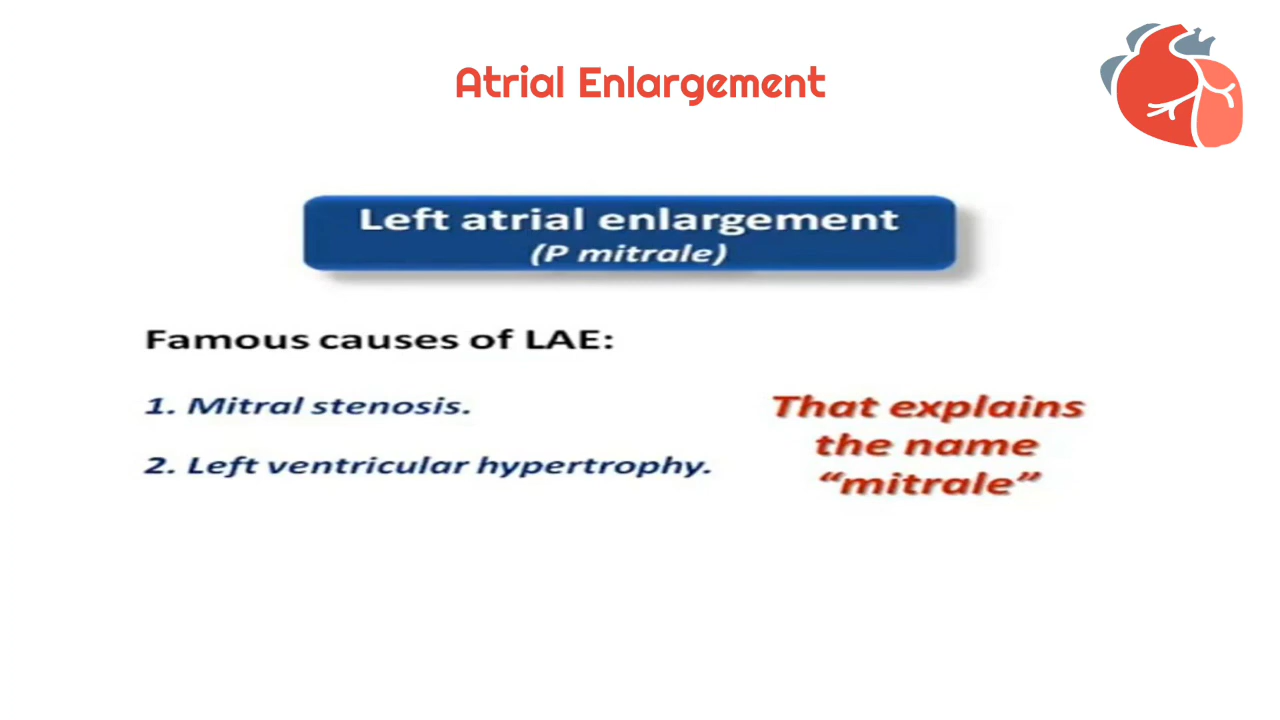 Atrial Enlargement
Left atrial enlargement
(P mitrale)
Famous causes of LAE:
1. Mitral stenosis.
2. Left ventricular hypertrophy.
That explains
the name
“mitrale”